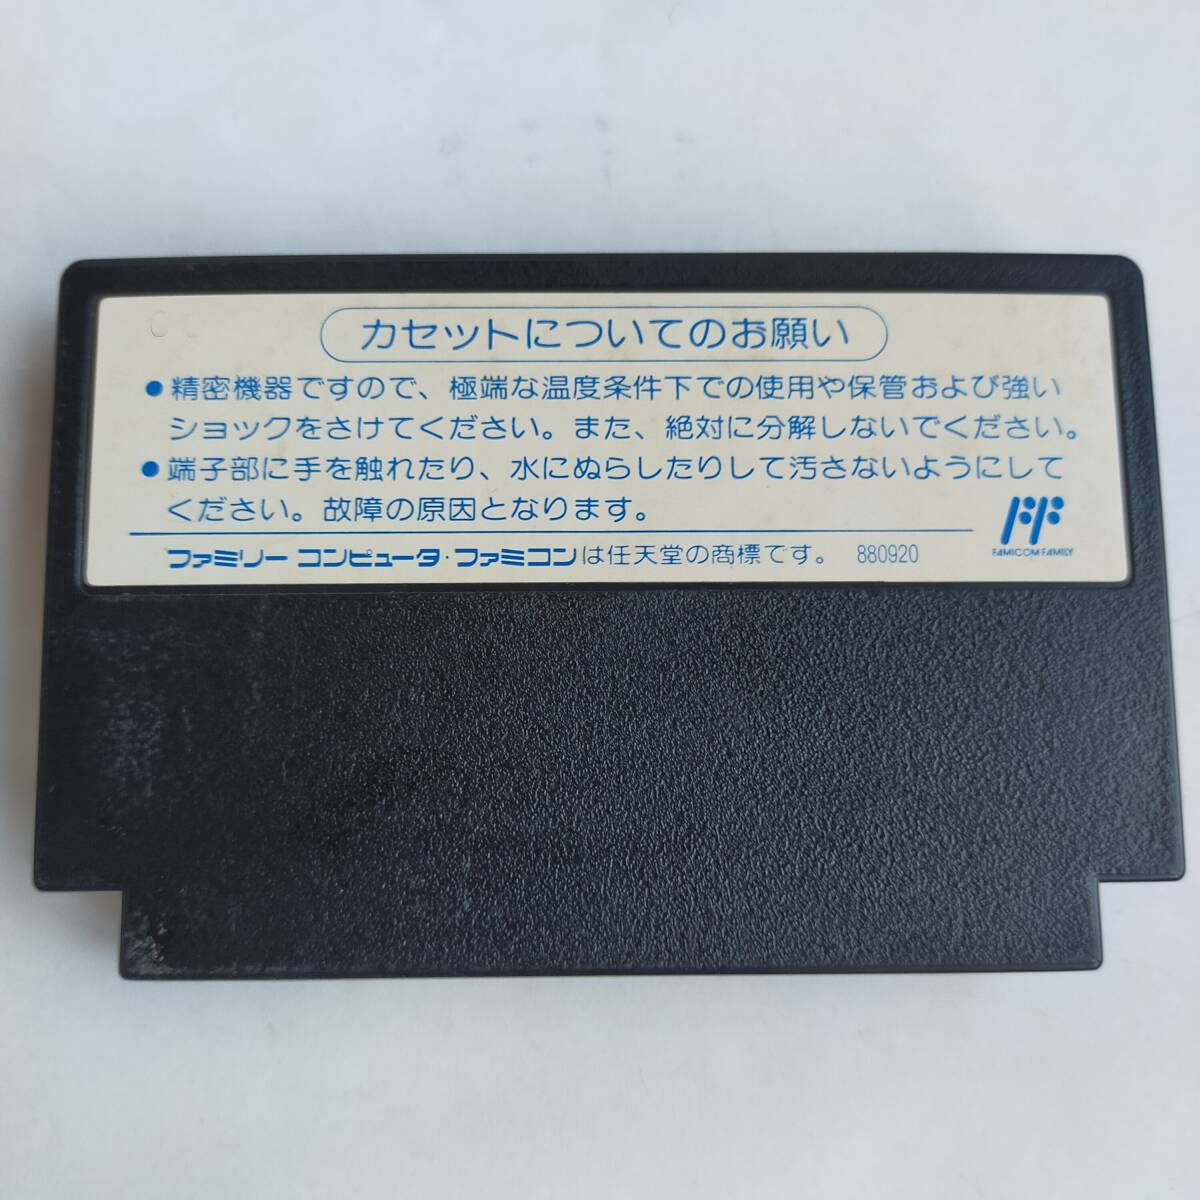 カセットについてのお願い
●精密機器ですので、極端な温度条件下での使用や保管および強い
ショックをさけてください。また、絶対に分解しないでください。
●端子部に手を触れたり、水にぬらしたりして汚さないようにして
ください。故障の原因となります。
FF
FAMICOM FAMILY
ファミリー コンピュータ・ファミコンは任天堂の商標です。 880920